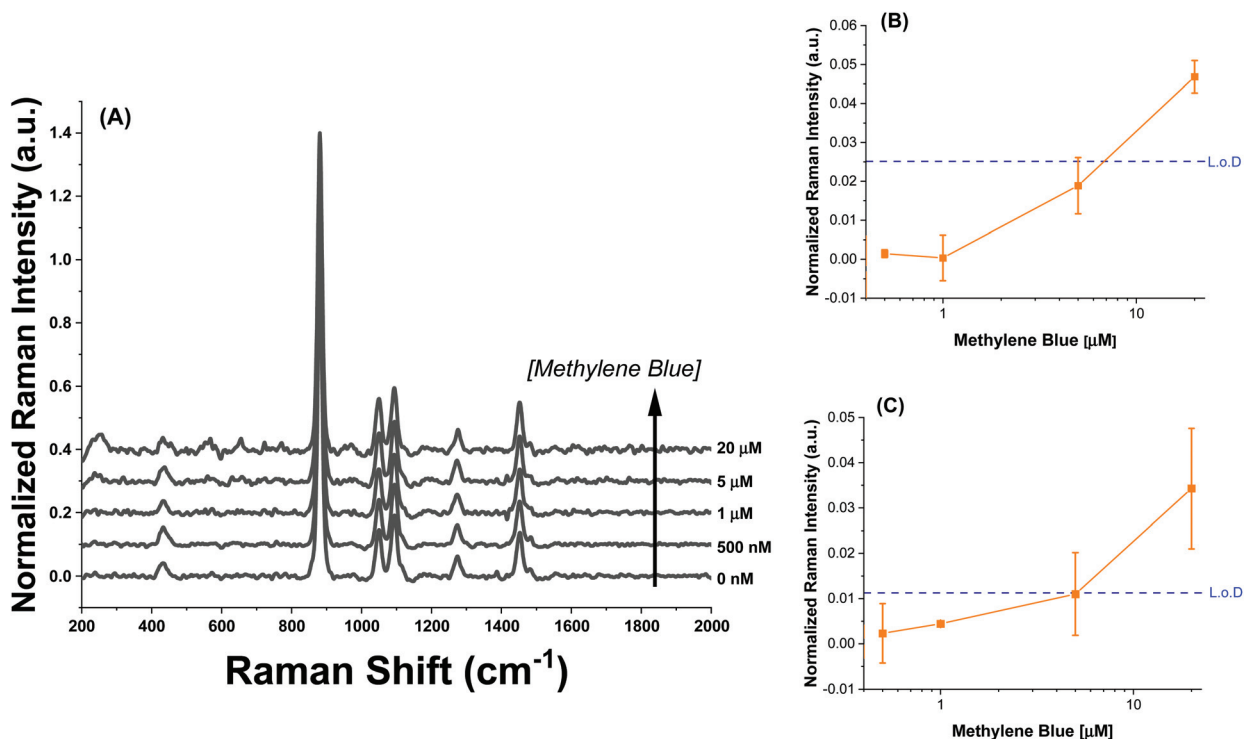 (A)
Normalized Raman Intensity (a.u.)
1.4
1.2
1.0
0.8
0.6
0.4
0.2
0.0
[Methylene Blue]
20 μM
5 μM
1 μM
500 nM
0 nM
200 400 600 800 1000 1200 1400 1600 1800 2000
Raman Shift (cm⁻¹)
(B)
Normalized Raman Intensity (a.u.)
0.06
0.05
0.04
0.03
0.02
0.01
0.00
-0.01
L.o.D
1 10
Methylene Blue [μM]
(C)
Normalized Raman Intensity (a.u.)
0.05
0.04
0.03
0.02
0.01
0.00
-0.01
L.o.D
1 10
Methylene Blue [μM]